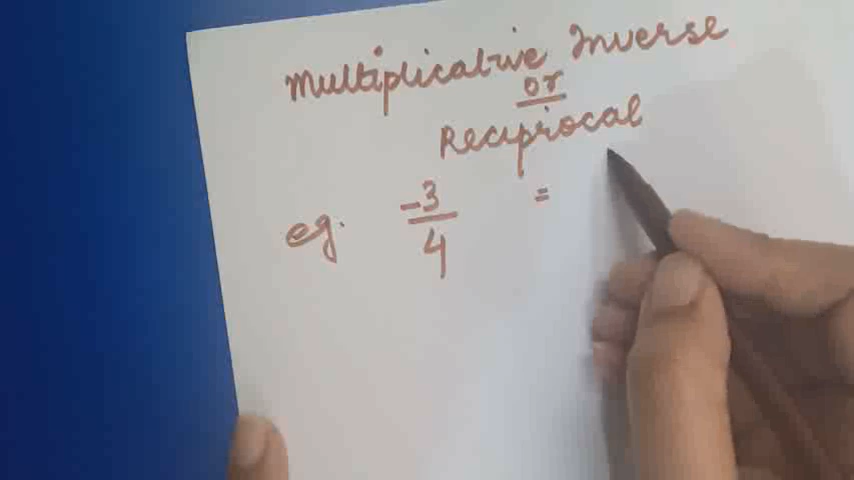 Multiplicative Inverse
or
Reciprocal
eg. -3/4 =